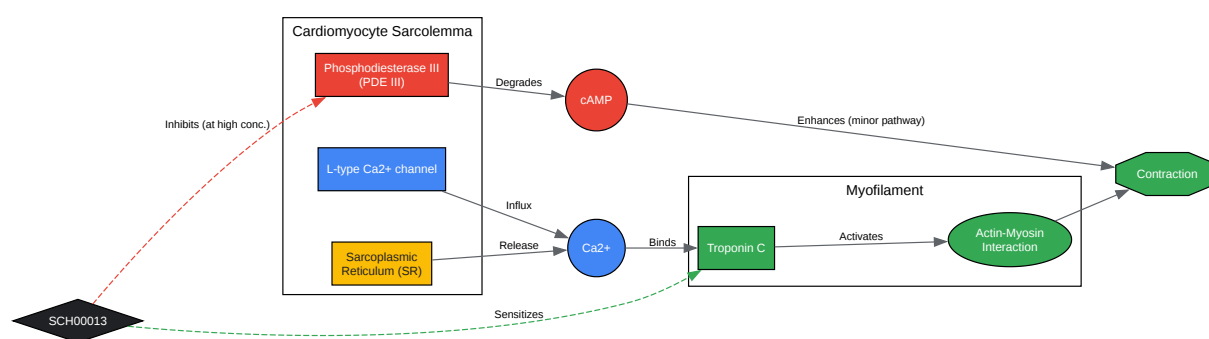 Cardiomyocyte Sarcolemma
Phosphodiesterase III
(PDE III)
Degrades
cAMP
Enhances (minor pathway)
Inhibits (at high conc.)
L-type Ca2+ channel
Influx
Contraction
Myofilament
Sarcoplasmic
Reticulum (SR)
Release
Ca2+
Binds
Troponin C
Activates
Actin-Myosin
Interaction
SCH00013
Sensitizes